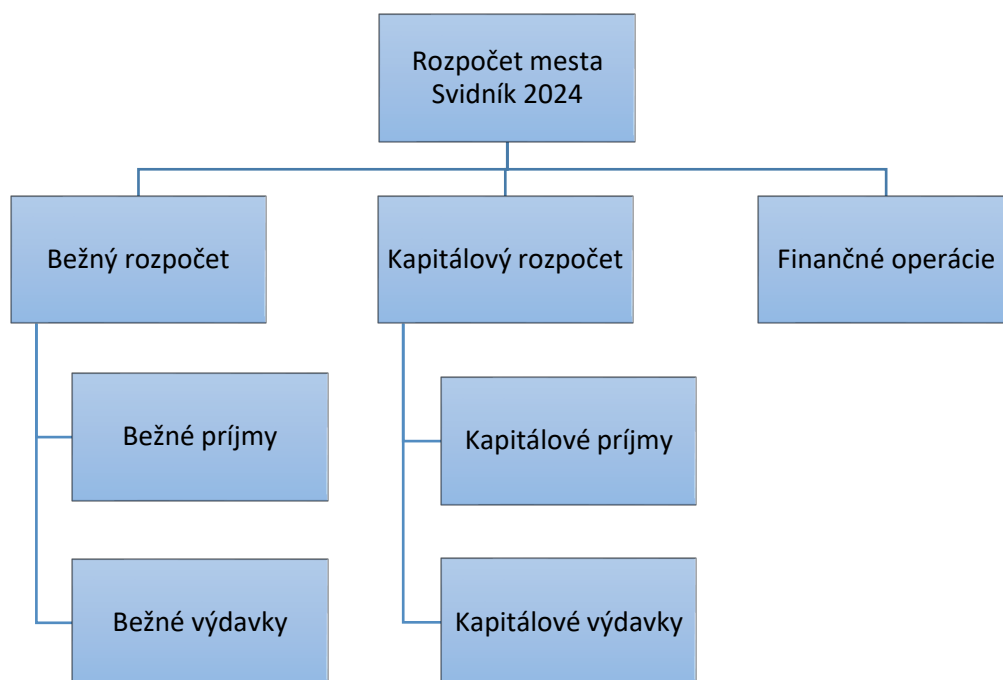 Rozpočet mesta
Svidník 2024
Bežný rozpočet
Kapitálový rozpočet
Finančné operácie
Bežné príjmy
Kapitálové príjmy
Bežné výdavky
Kapitálové výdavky